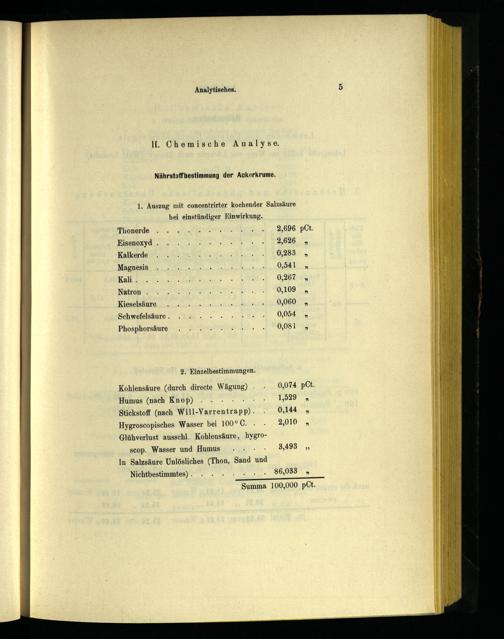 Analytisches. 5
II. Chemische Analyse.
Nährstoffbestimmung der Ackerkrume.
1. Auszug mit concentrirter kochender Salzsäure
bei einstündiger Einwirkung.
Thonerde . . . . . . . . . . . 2,696 pCt.
Eisenoxyd . . . . . . . . . . . 2,626 „
Kalkerde . . . . . . . . . . . 0,283 „
Magnesia . . . . . . . . . . . 0,541 „
Kali . . . . . . . . . . . . . 0,267 „
Natron . . . . . . . . . . . . 0,109 „
Kieselsäure . . . . . . . . . . 0,060 „
Schwefelsäure . . . . . . . . . 0,054 „
Phosphorsäure . . . . . . . . 0,081 „
2. Einzelbestimmungen.
Kohlensäure (durch directe Wägung) . . 0,074 pCt.
Humus (nach Knop) . . . . . . . 1,529 „
Stickstoff (nach Will-Varrentrapp) . . 0,144 „
Hygroscopisches Wasser bei 100° C. . . 2,010 „
Glühverlust ausschl. Kohlensäure, hygro-
scop. Wasser und Humus . . . . 3,493 „
In Salzsäure Unlösliches (Thon, Sand und
Nichtbestimmtes) . . . . . . . . 86,033 „
Summa 100,000 pCt.